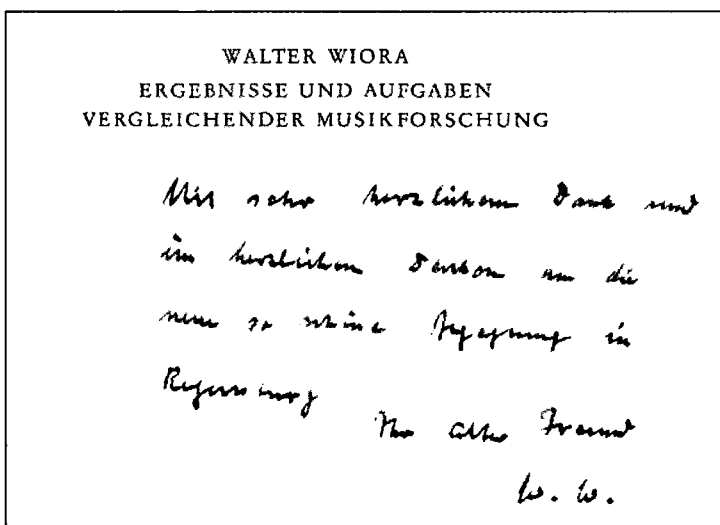 WALTER WIORA
ERGEBNISSE UND AUFGABEN
VERGLEICHENDER MUSIKFORSCHUNG
Mit sehr herzlichem Dank und
im herzlichen an die
neue so schöne Begegnung in
Regensburg
Ihr alter Freund
W. W.